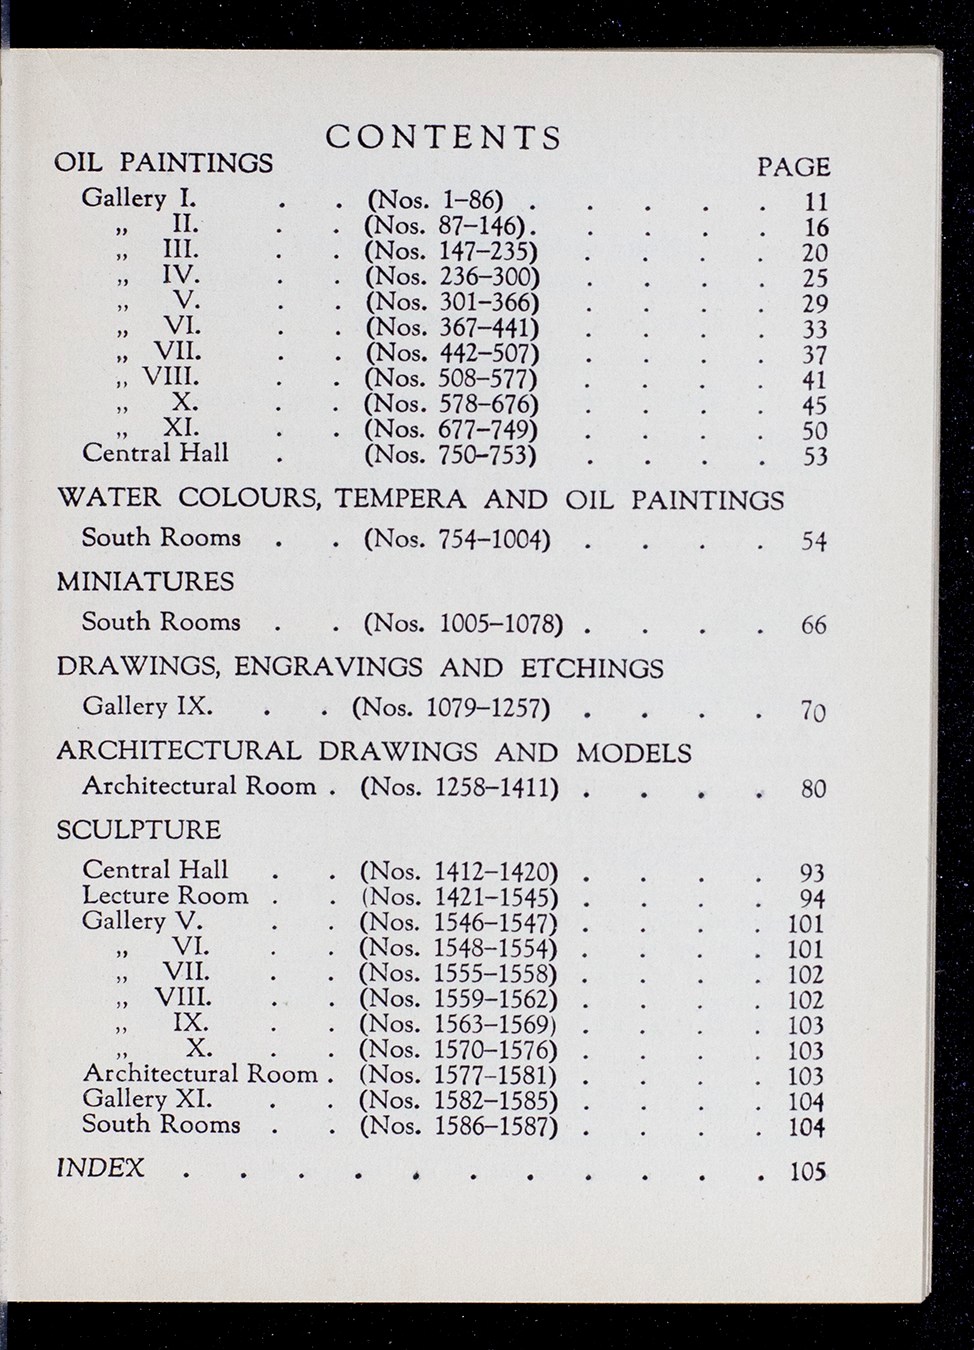 CONTENTS
OIL PAINTINGS PAGE
Gallery I. . . (Nos. 1–86) . . . . . 11
„ II. . . (Nos. 87–146) . . . . . 16
„ III. . . (Nos. 147–235) . . . . 20
„ IV. . . (Nos. 236–300) . . . . 25
„ V. . . (Nos. 301–366) . . . . 29
„ VI. . . (Nos. 367–441) . . . . 33
„ VII. . . (Nos. 442–507) . . . . 37
„ VIII. . . (Nos. 508–577) . . . . 41
„ X. . . (Nos. 578–676) . . . . 45
„ XI. . . (Nos. 677–749) . . . . 50
Central Hall . (Nos. 750–753) . . . . 53
WATER COLOURS, TEMPERA AND OIL PAINTINGS
South Rooms . . (Nos. 754–1004) . . . . 54
MINIATURES
South Rooms . . (Nos. 1005–1078) . . . . 66
DRAWINGS, ENGRAVINGS AND ETCHINGS
Gallery IX. . . (Nos. 1079–1257) . . . . 70
ARCHITECTURAL DRAWINGS AND MODELS
Architectural Room . (Nos. 1258–1411) . . . . 80
SCULPTURE
Central Hall . . (Nos. 1412–1420) . . . . 93
Lecture Room . . (Nos. 1421–1545) . . . . 94
Gallery V. . . (Nos. 1546–1547) . . . . 101
„ VI. . . (Nos. 1548–1554) . . . . 101
„ VII. . . (Nos. 1555–1558) . . . . 102
„ VIII. . . (Nos. 1559–1562) . . . . 102
„ IX. . . (Nos. 1563–1569) . . . . 103
„ X. . . (Nos. 1570–1576) . . . . 103
Architectural Room . (Nos. 1577–1581) . . . . 103
Gallery XI. . . (Nos. 1582–1585) . . . . 104
South Rooms . . (Nos. 1586–1587) . . . . 104
INDEX . . . . . . . . . . . 105